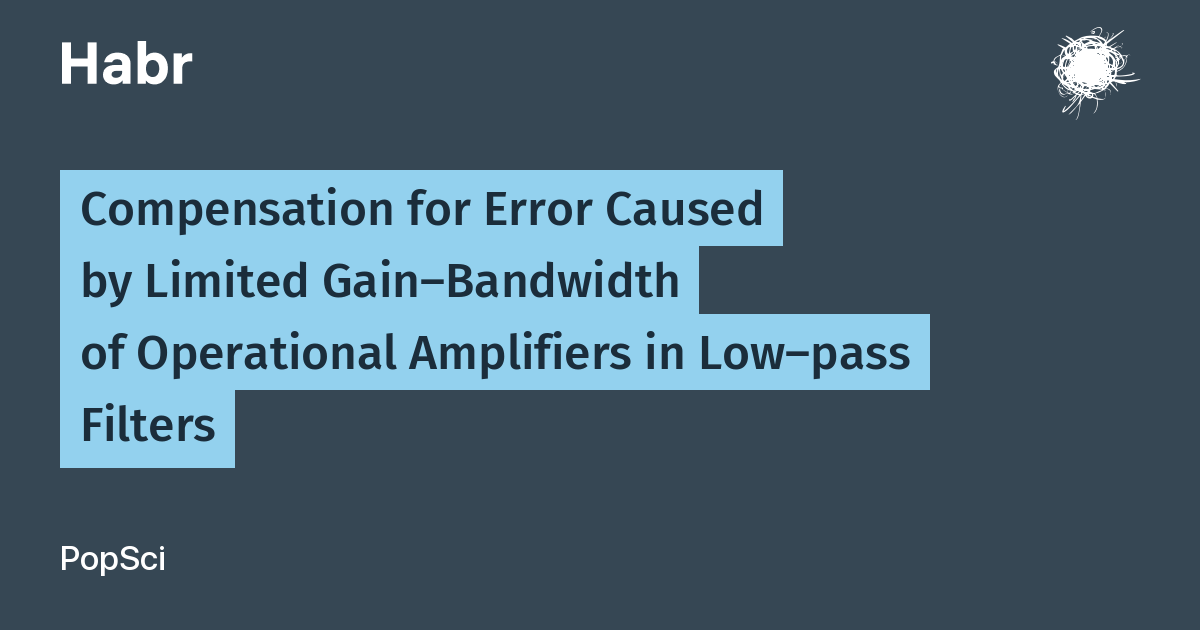 Habr
Compensation for Error Caused
by Limited Gain–Bandwidth
of Operational Amplifiers in Low–pass
Filters
PopSci